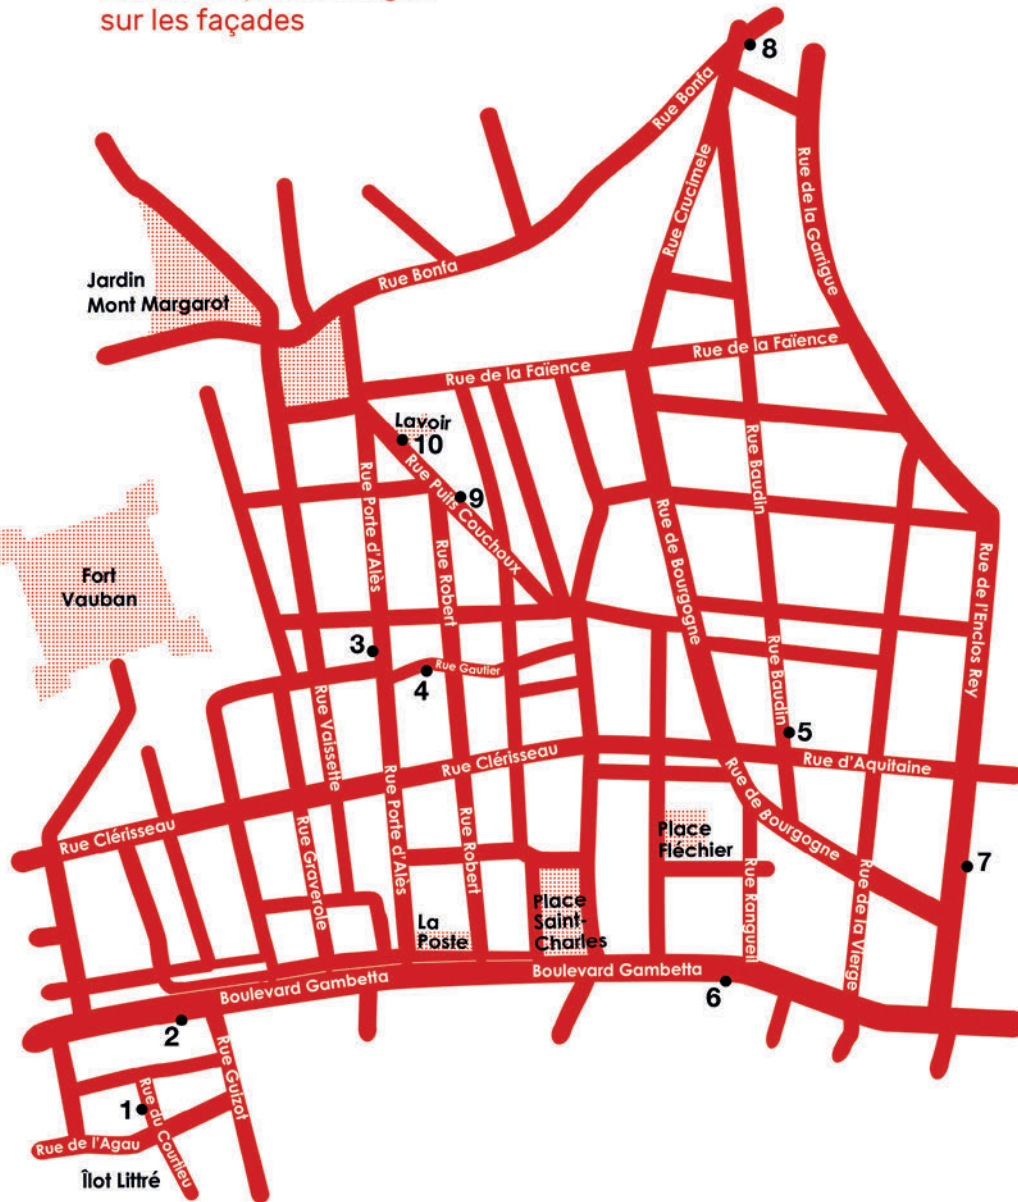 sur les façades
8
Rue Bonfa
Rue Crucimele
Rue de la Garrigue
Jardin
Mont Margarot
Rue Bonfa
Rue de la Faïence
Rue de la Faïence
Lavoir
10
Rue Puits Couchoux
9
Rue Porte d'Alès
Rue Baudin
Rue de Bourgogne
Rue Robert
Rue de l'Enclos Rey
Fort
Vauban
3
Rue Gautier
4
Rue Baudin
5
Rue Vaissette
Rue Clérisseau
Rue d'Aquitaine
Rue de Bourgogne
Rue Clérisseau
Rue Graverole
Rue Porte d'Alès
Rue Robert
Place
Fléchier
7
Rue Rangueil
Rue de la Vierge
La
Poste
Place
Saint-
Charles
Boulevard Gambetta
Boulevard Gambetta
6
2
Rue Guizot
1
Rue du Courtieu
Rue de l'Agau
Îlot Littré